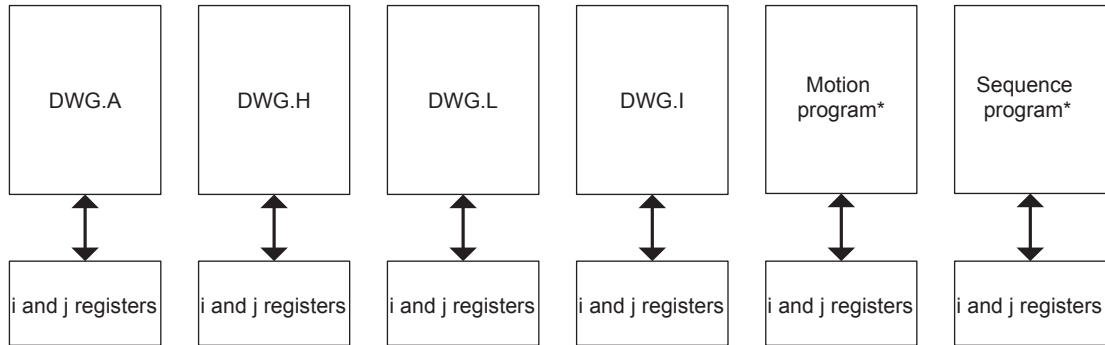 DWG.A
DWG.H
DWG.L
DWG.I
Motion
program*
Sequence
program*
i and j registers
i and j registers
i and j registers
i and j registers
i and j registers
i and j registers